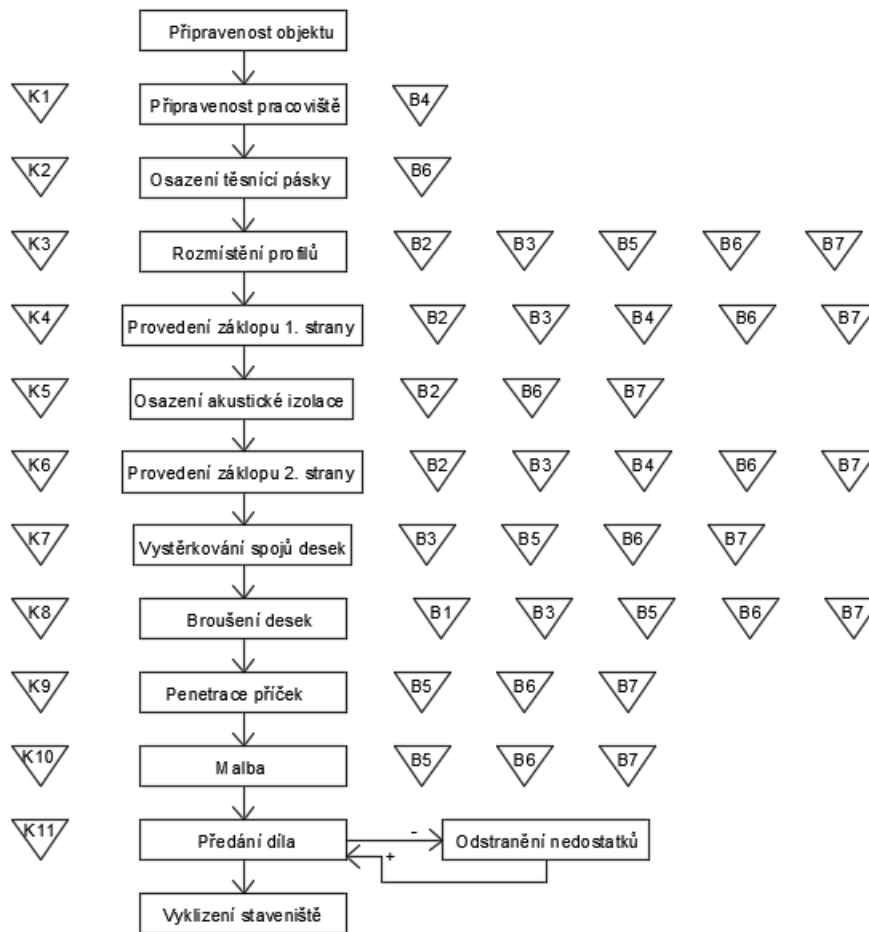 Připravenost objektu
K1 Připravenost pracoviště B4
K2 Osazení těsnící pásky B6
K3 Rozmístění profilů B2 B3 B5 B6 B7
K4 Provedení záklopu 1. strany B2 B3 B4 B6 B7
K5 Osazení akustické izolace B2 B6 B7
K6 Provedení záklopu 2. strany B2 B3 B4 B6 B7
K7 Vystěrkování spojů desek B3 B5 B6 B7
K8 Broušení desek B1 B3 B5 B6 B7
K9 Penetrace příček B5 B6 B7
K10 Malba B5 B6 B7
K11 Předání díla - + Odstranění nedostatků
Vyklizení staveniště